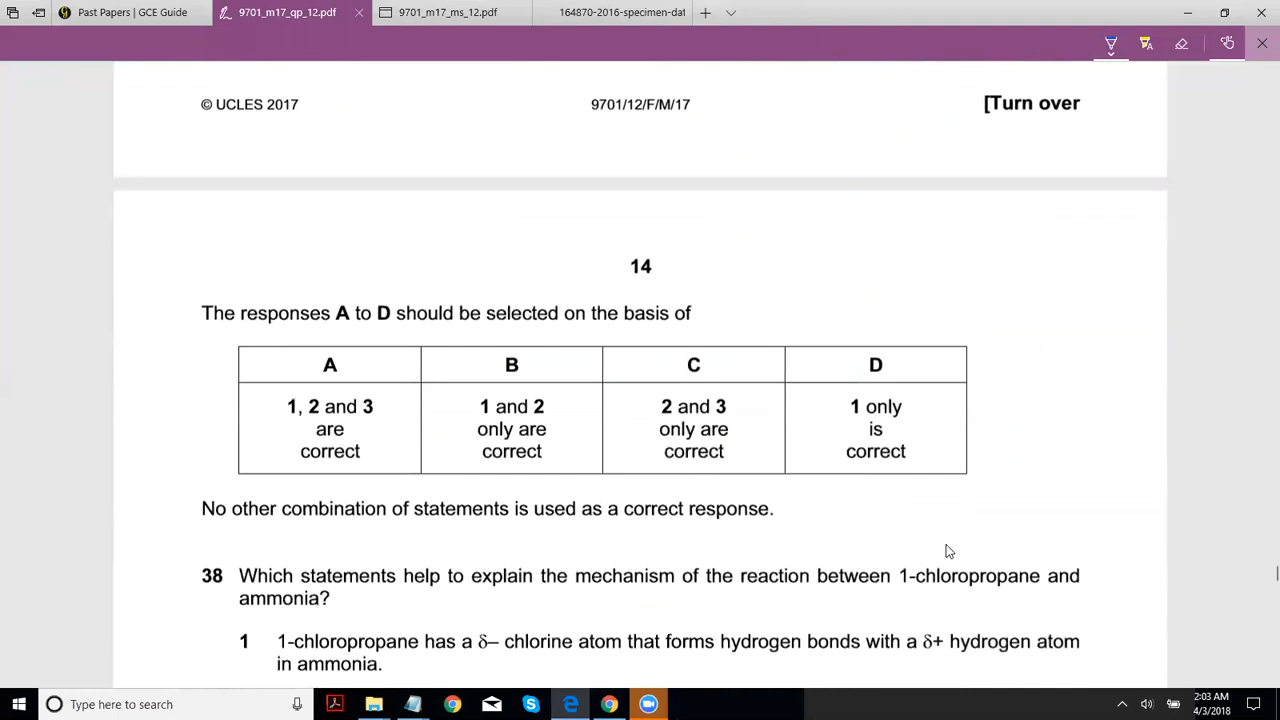 Past Papers | GCE Guide
9701_m17_qp_12.pdf
9701_m17_ms_12.pdf
164870-2016-specimen-dat
© UCLES 2017
9701/12/F/M/17
[Turn over
14
The responses A to D should be selected on the basis of
A
B
C
D
1, 2 and 3
are
correct
1 and 2
only are
correct
2 and 3
only are
correct
1 only
is
correct
No other combination of statements is used as a correct response.
38 Which statements help to explain the mechanism of the reaction between 1-chloropropane and
ammonia?
1 1-chloropropane has a δ– chlorine atom that forms hydrogen bonds with a δ+ hydrogen atom
in ammonia.
Type here to search
2:03 AM
4/3/2018